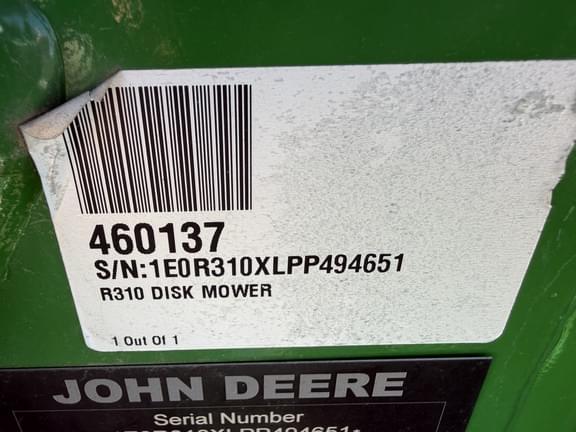 460137
S/N:1E0R310XLPP494651
R310 DISK MOWER
1 Out Of 1
JOHN DEERE
Serial Number